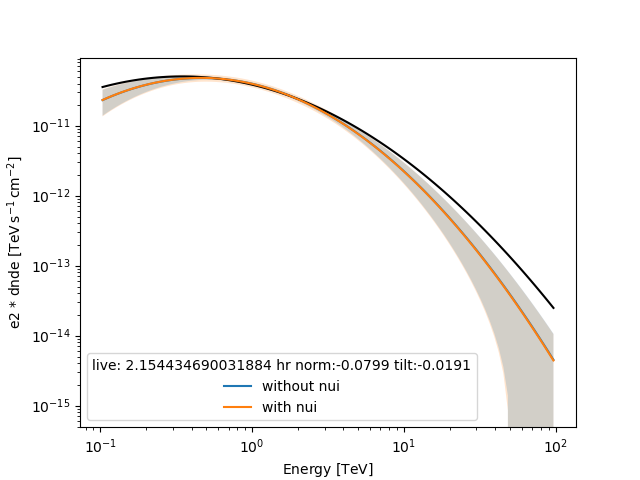 e2 * dnde [TeV s⁻¹ cm⁻²]
10⁻¹¹
10⁻¹²
10⁻¹³
10⁻¹⁴
10⁻¹⁵
live: 2.154434690031884 hr norm:-0.0799 tilt:-0.0191
without nui
with nui
10⁻¹ 10⁰ 10¹ 10²
Energy [TeV]